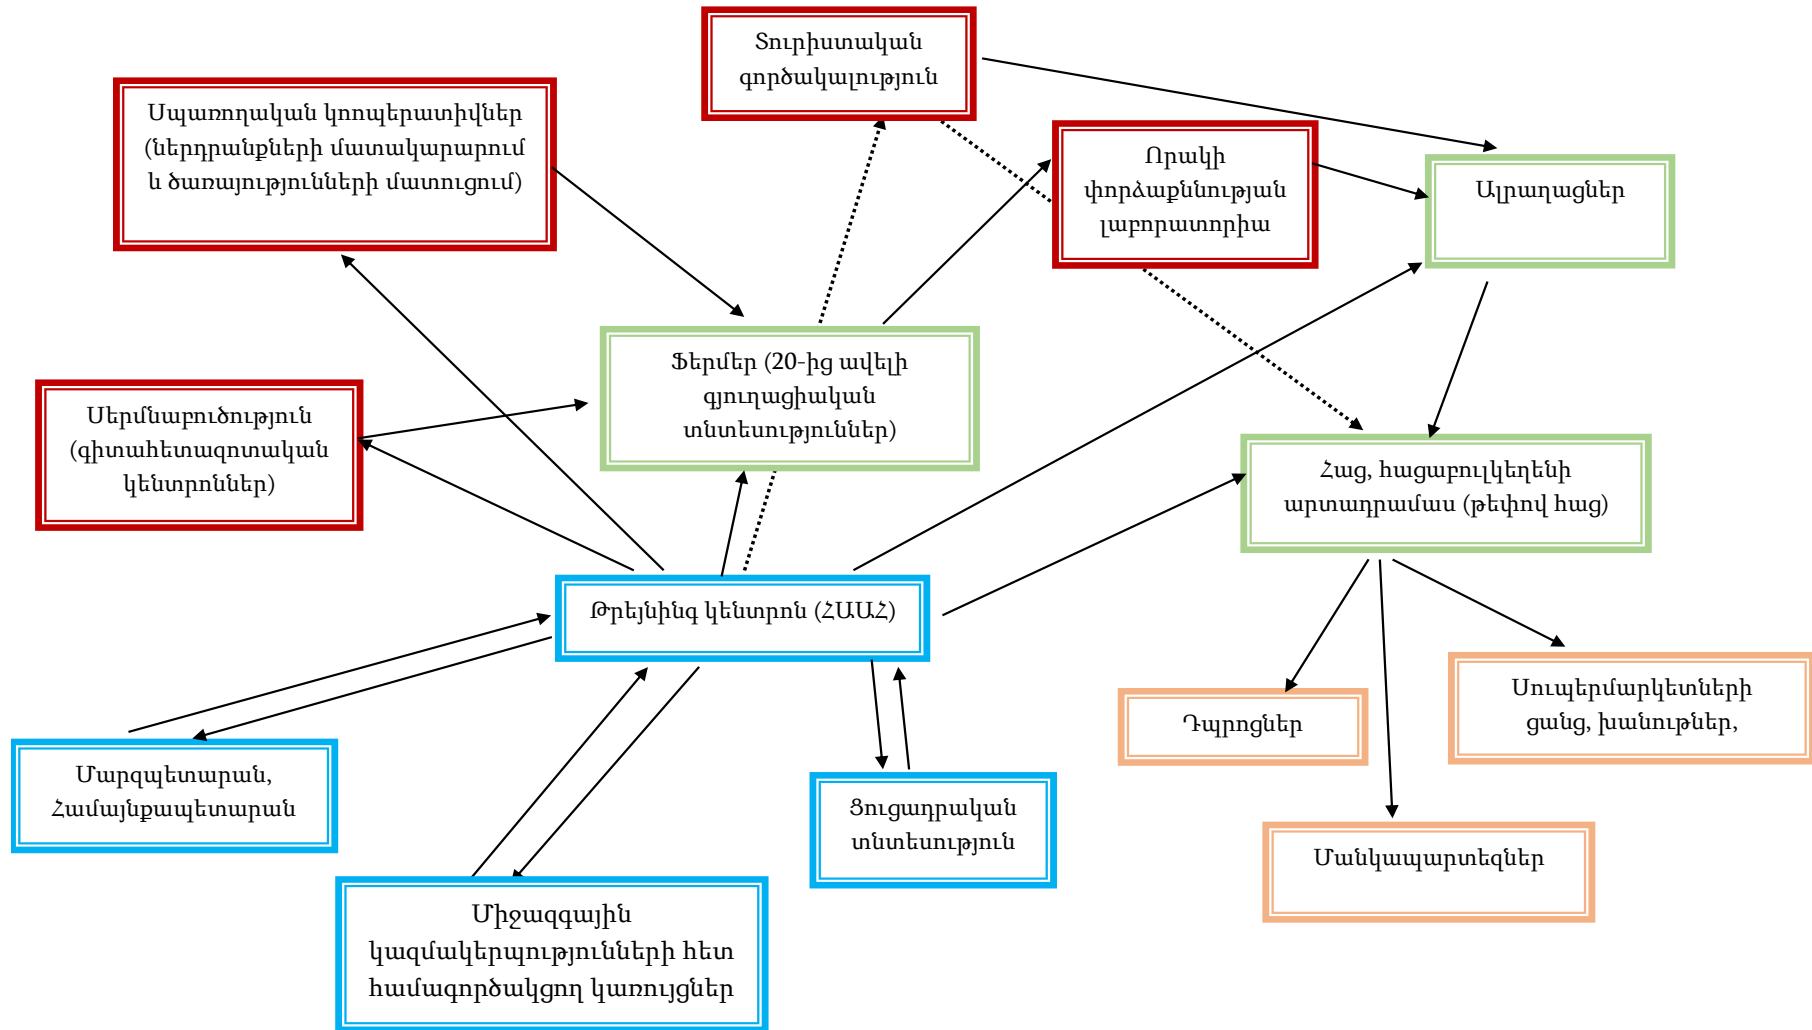 Տուրիստական
գործակալություն
Սպառողական կոոպերատիվներ
(ներդրանքների մատակարարում
և ծառայությունների մատուցում)
Որակի
փորձաքննության
լաբորատորիա
Ալրաղացներ
Ֆերմեր (20-ից ավելի
գյուղացիական
տնտեսություններ)
Սերմնաբուծություն
(գիտահետազոտական
կենտրոններ)
Հաց, հացաբուլկեղենի
արտադրամաս (թեփով հաց)
Թրեյնինգ կենտրոն (ՀԱԱՀ)
Սուպերմարկետների
ցանց, խանութներ,
Դպրոցներ
Մարզպետարան,
Համայնքապետարան
Ցուցադրական
տնտեսություն
Մանկապարտեզներ
Միջազգային
կազմակերպությունների հետ
համագործակցող կառույցներ